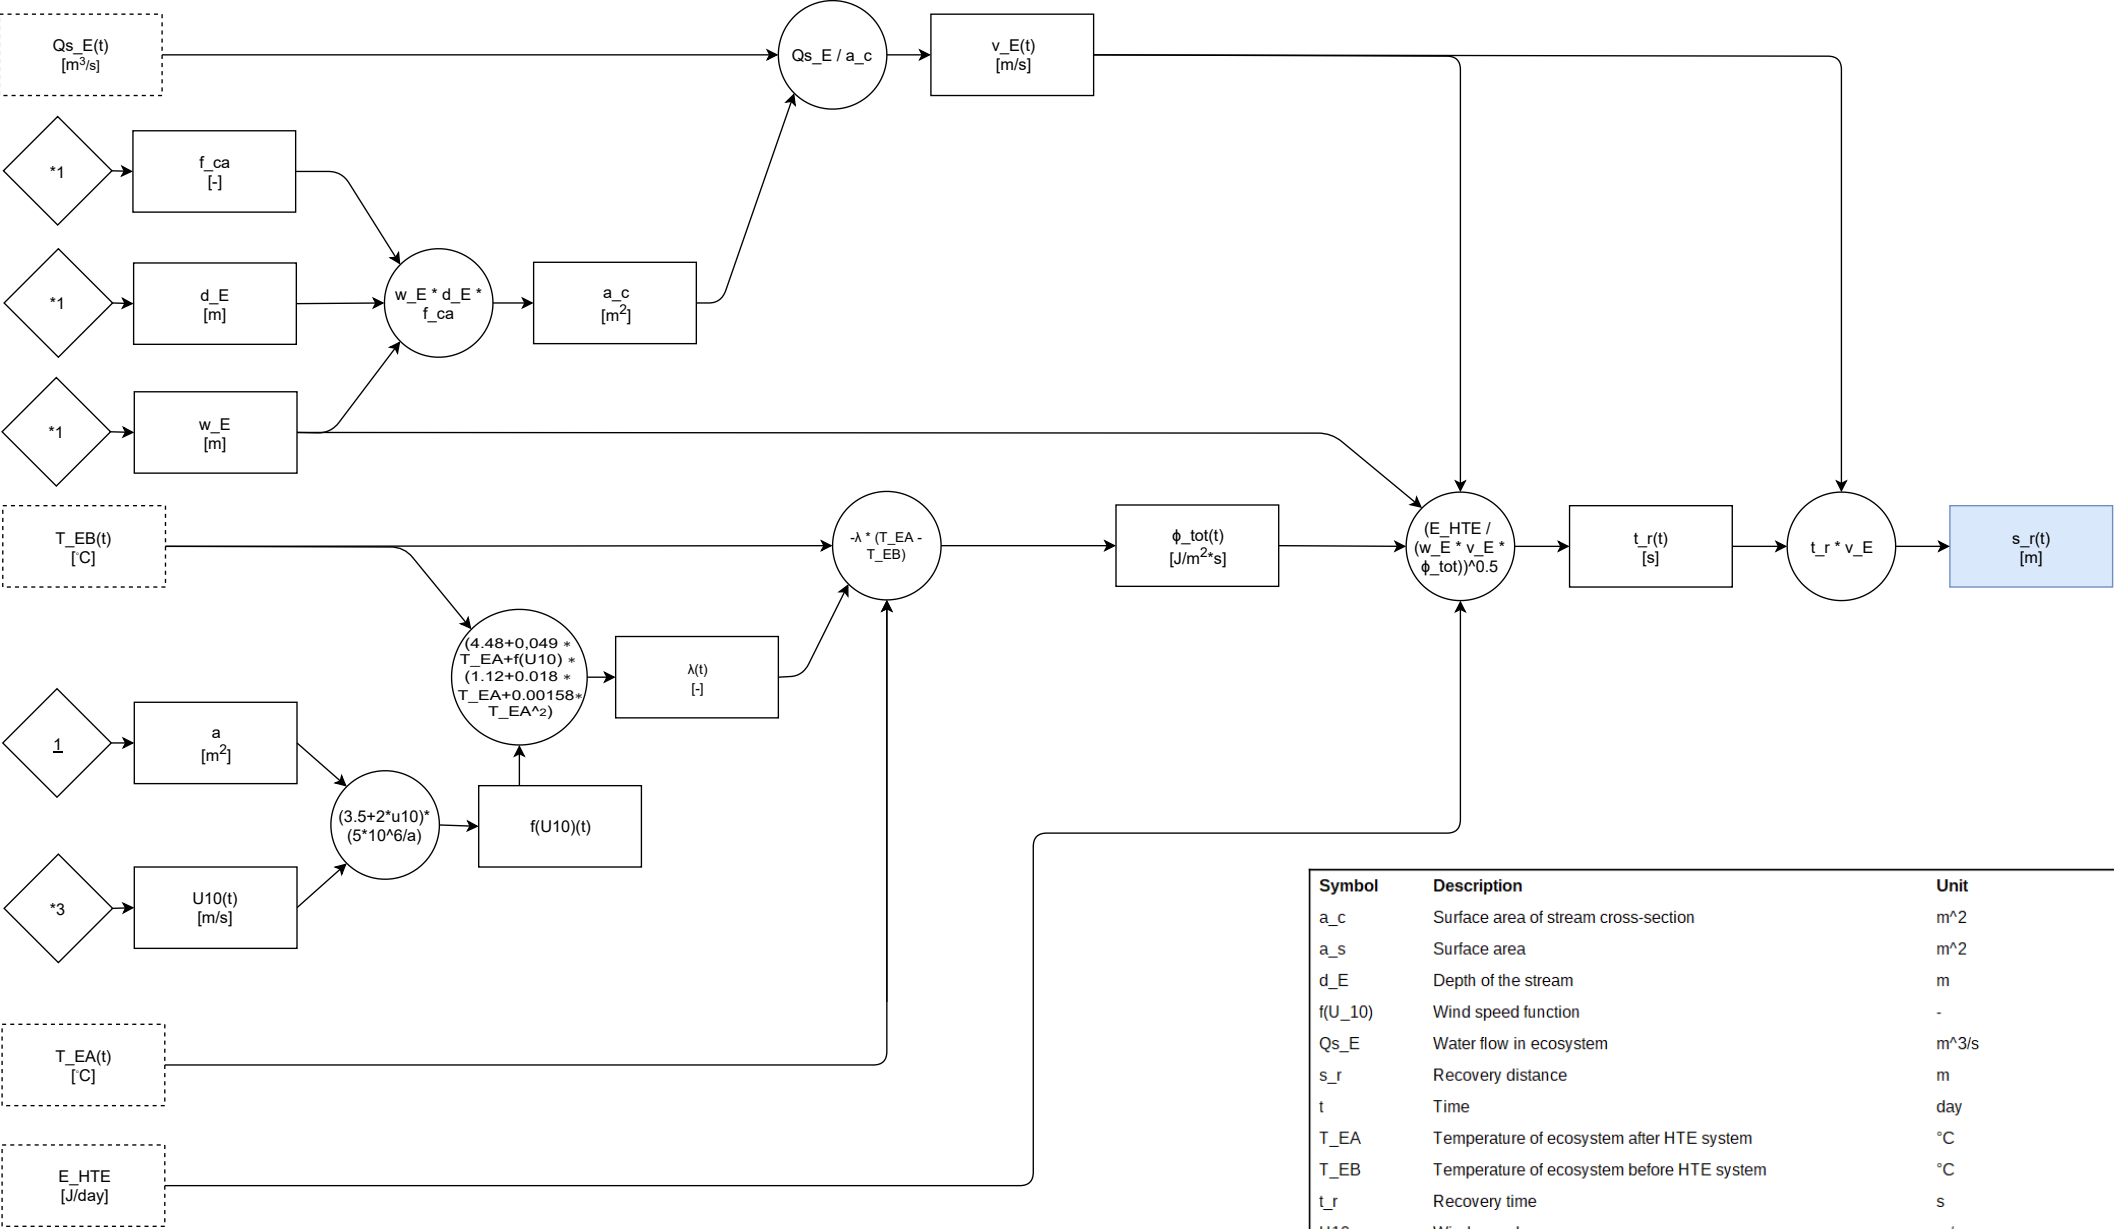 Qs_E(t)
[m³/s]
Qs_E / a_c
v_E(t)
[m/s]
*1
f_ca
[-]
*1
d_E
[m]
w_E * d_E *
f_ca
a_c
[m²]
*1
w_E
[m]
T_EB(t)
[°C]
-λ * (T_EA -
T_EB)
ϕ_tot(t)
[J/m²*s]
(E_HTE /
(w_E * v_E *
ϕ_tot))^0.5
t_r(t)
[s]
t_r * v_E
s_r(t)
[m]
(4.48+0,049 *
T_EA+f(U10) *
(1.12+0.018 *
T_EA+0.00158*
T_EA^2)
λ(t)
[-]
1
a
[m²]
(3.5+2*u10)*
(5*10^6/a)
f(U10)(t)
*3
U10(t)
[m/s]
T_EA(t)
[°C]
E_HTE
[J/day]
Symbol Description Unit
a_c Surface area of stream cross-section m^2
a_s Surface area m^2
d_E Depth of the stream m
f(U_10) Wind speed function -
Qs_E Water flow in ecosystem m^3/s
s_r Recovery distance m
t Time day
T_EA Temperature of ecosystem after HTE system °C
T_EB Temperature of ecosystem before HTE system °C
t_r Recovery time s